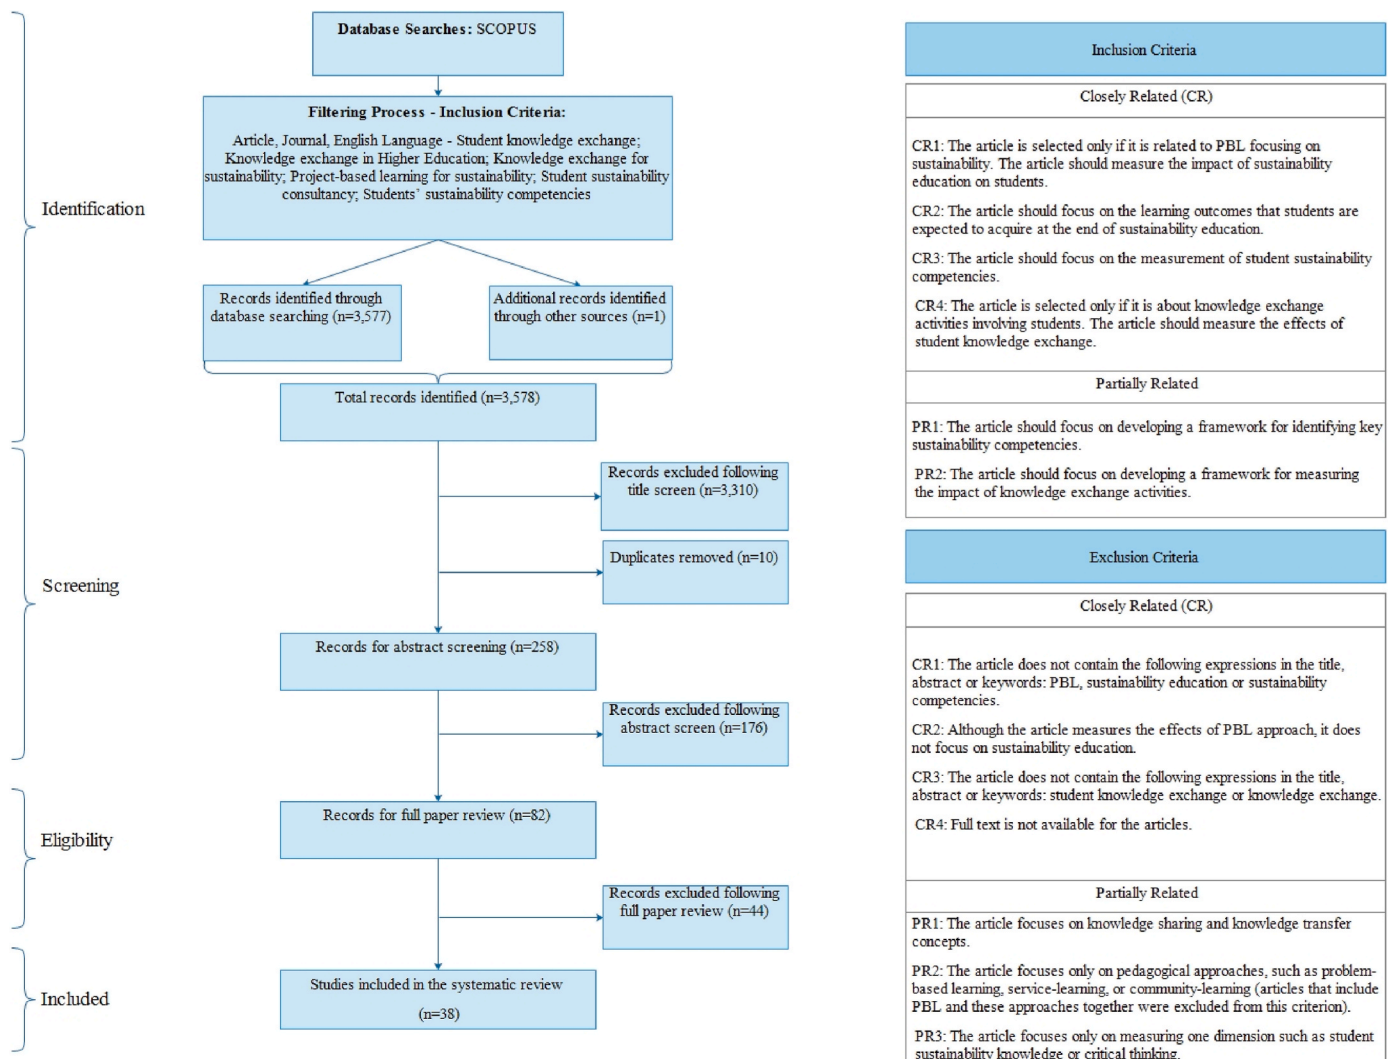 Database Searches: SCOPUS
Filtering Process - Inclusion Criteria:
Article, Journal, English Language - Student knowledge exchange;
Knowledge exchange in Higher Education; Knowledge exchange for
sustainability; Project-based learning for sustainability; Student sustainability
consultancy; Students' sustainability competencies
Identification
Records identified through
database searching (n=3,577)
Additional records identified
through other sources (n=1)
Total records identified (n=3,578)
Records excluded following
title screen (n=3,310)
Duplicates removed (n=10)
Screening
Records for abstract screening (n=258)
Records excluded following
abstract screen (n=176)
Records for full paper review (n=82)
Eligibility
Records excluded following
full paper review (n=44)
Studies included in the systematic review
(n=38)
Included
Inclusion Criteria
Closely Related (CR)
CR1: The article is selected only if it is related to PBL focusing on
sustainability. The article should measure the impact of sustainability
education on students.
CR2: The article should focus on the learning outcomes that students are
expected to acquire at the end of sustainability education.
CR3: The article should focus on the measurement of student sustainability
competencies.
CR4: The article is selected only if it is about knowledge exchange
activities involving students. The article should measure the effects of
student knowledge exchange.
Partially Related
PR1: The article should focus on developing a framework for identifying key
sustainability competencies.
PR2: The article should focus on developing a framework for measuring
the impact of knowledge exchange activities.
Exclusion Criteria
Closely Related (CR)
CR1: The article does not contain the following expressions in the title,
abstract or keywords: PBL, sustainability education or sustainability
competencies.
CR2: Although the article measures the effects of PBL approach, it does
not focus on sustainability education.
CR3: The article does not contain the following expressions in the title,
abstract or keywords: student knowledge exchange or knowledge exchange.
CR4: Full text is not available for the articles.
Partially Related
PR1: The article focuses on knowledge sharing and knowledge transfer
concepts.
PR2: The article focuses only on pedagogical approaches, such as problem-
based learning, service-learning, or community-learning (articles that include
PBL and these approaches together were excluded from this criterion).
PR3: The article focuses only on measuring one dimension such as student
sustainability knowledge or critical thinking.